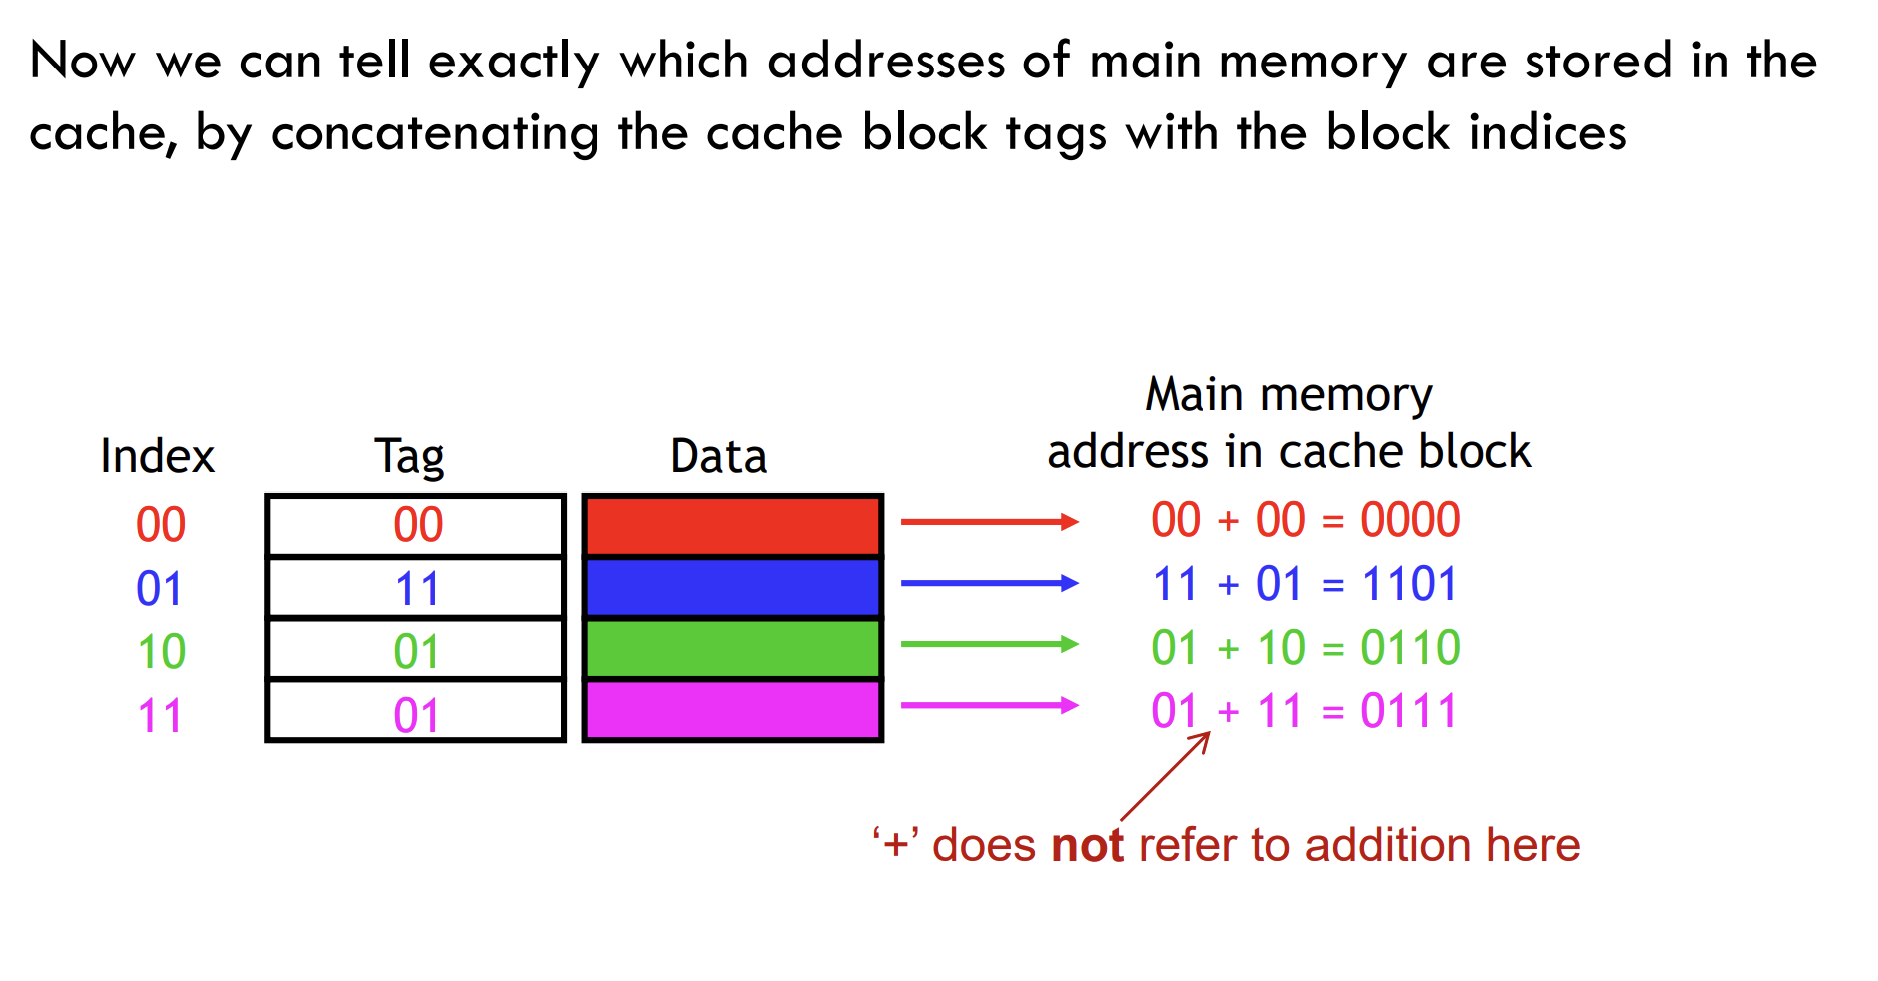 Now we can tell exactly which addresses of main memory are stored in the
cache, by concatenating the cache block tags with the block indices
Main memory
address in cache block
Index Tag Data
00 00 00 + 00 = 0000
01 11 11 + 01 = 1101
10 01 01 + 10 = 0110
11 01 01 + 11 = 0111
‘+’ does not refer to addition here